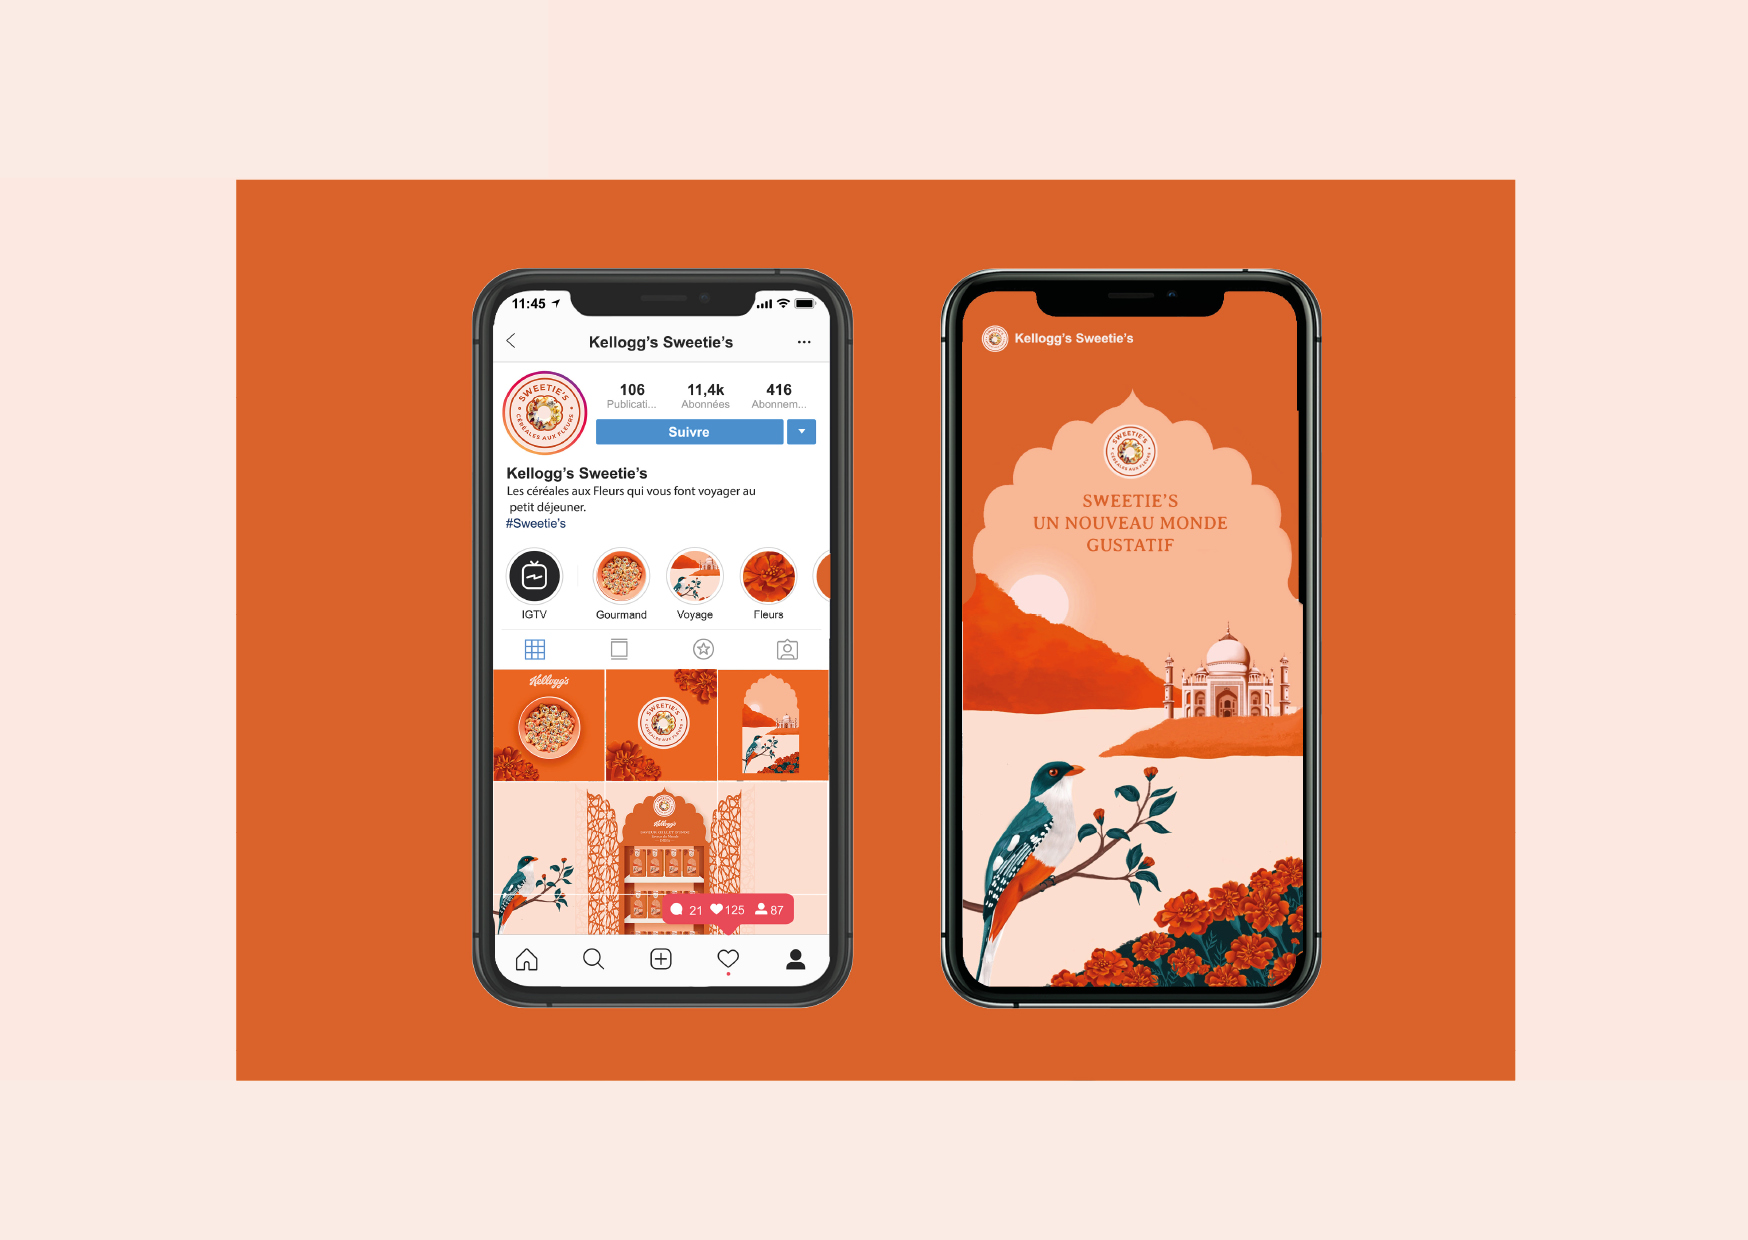 11:45
Kellogg's Sweetie's
SWEETIE'S
CÉRÉALES AUX FLEURS
106
11,4k
416
Publicati...
Abonnées
Abonnem...
Suivre
Kellogg's Sweetie's
Les céréales aux Fleurs qui vous font voyager au
petit déjeuner.
#Sweetie's
IGTV
Gourmand
Voyage
Fleurs
Kellogg's
SWEETIE'S
CÉRÉALES AUX FLEURS
Kellogg's
21
125
87
Kellogg's Sweetie's
SWEETIE'S
CÉRÉALES AUX FLEURS
SWEETIE'S
UN NOUVEAU MONDE
GUSTATIF